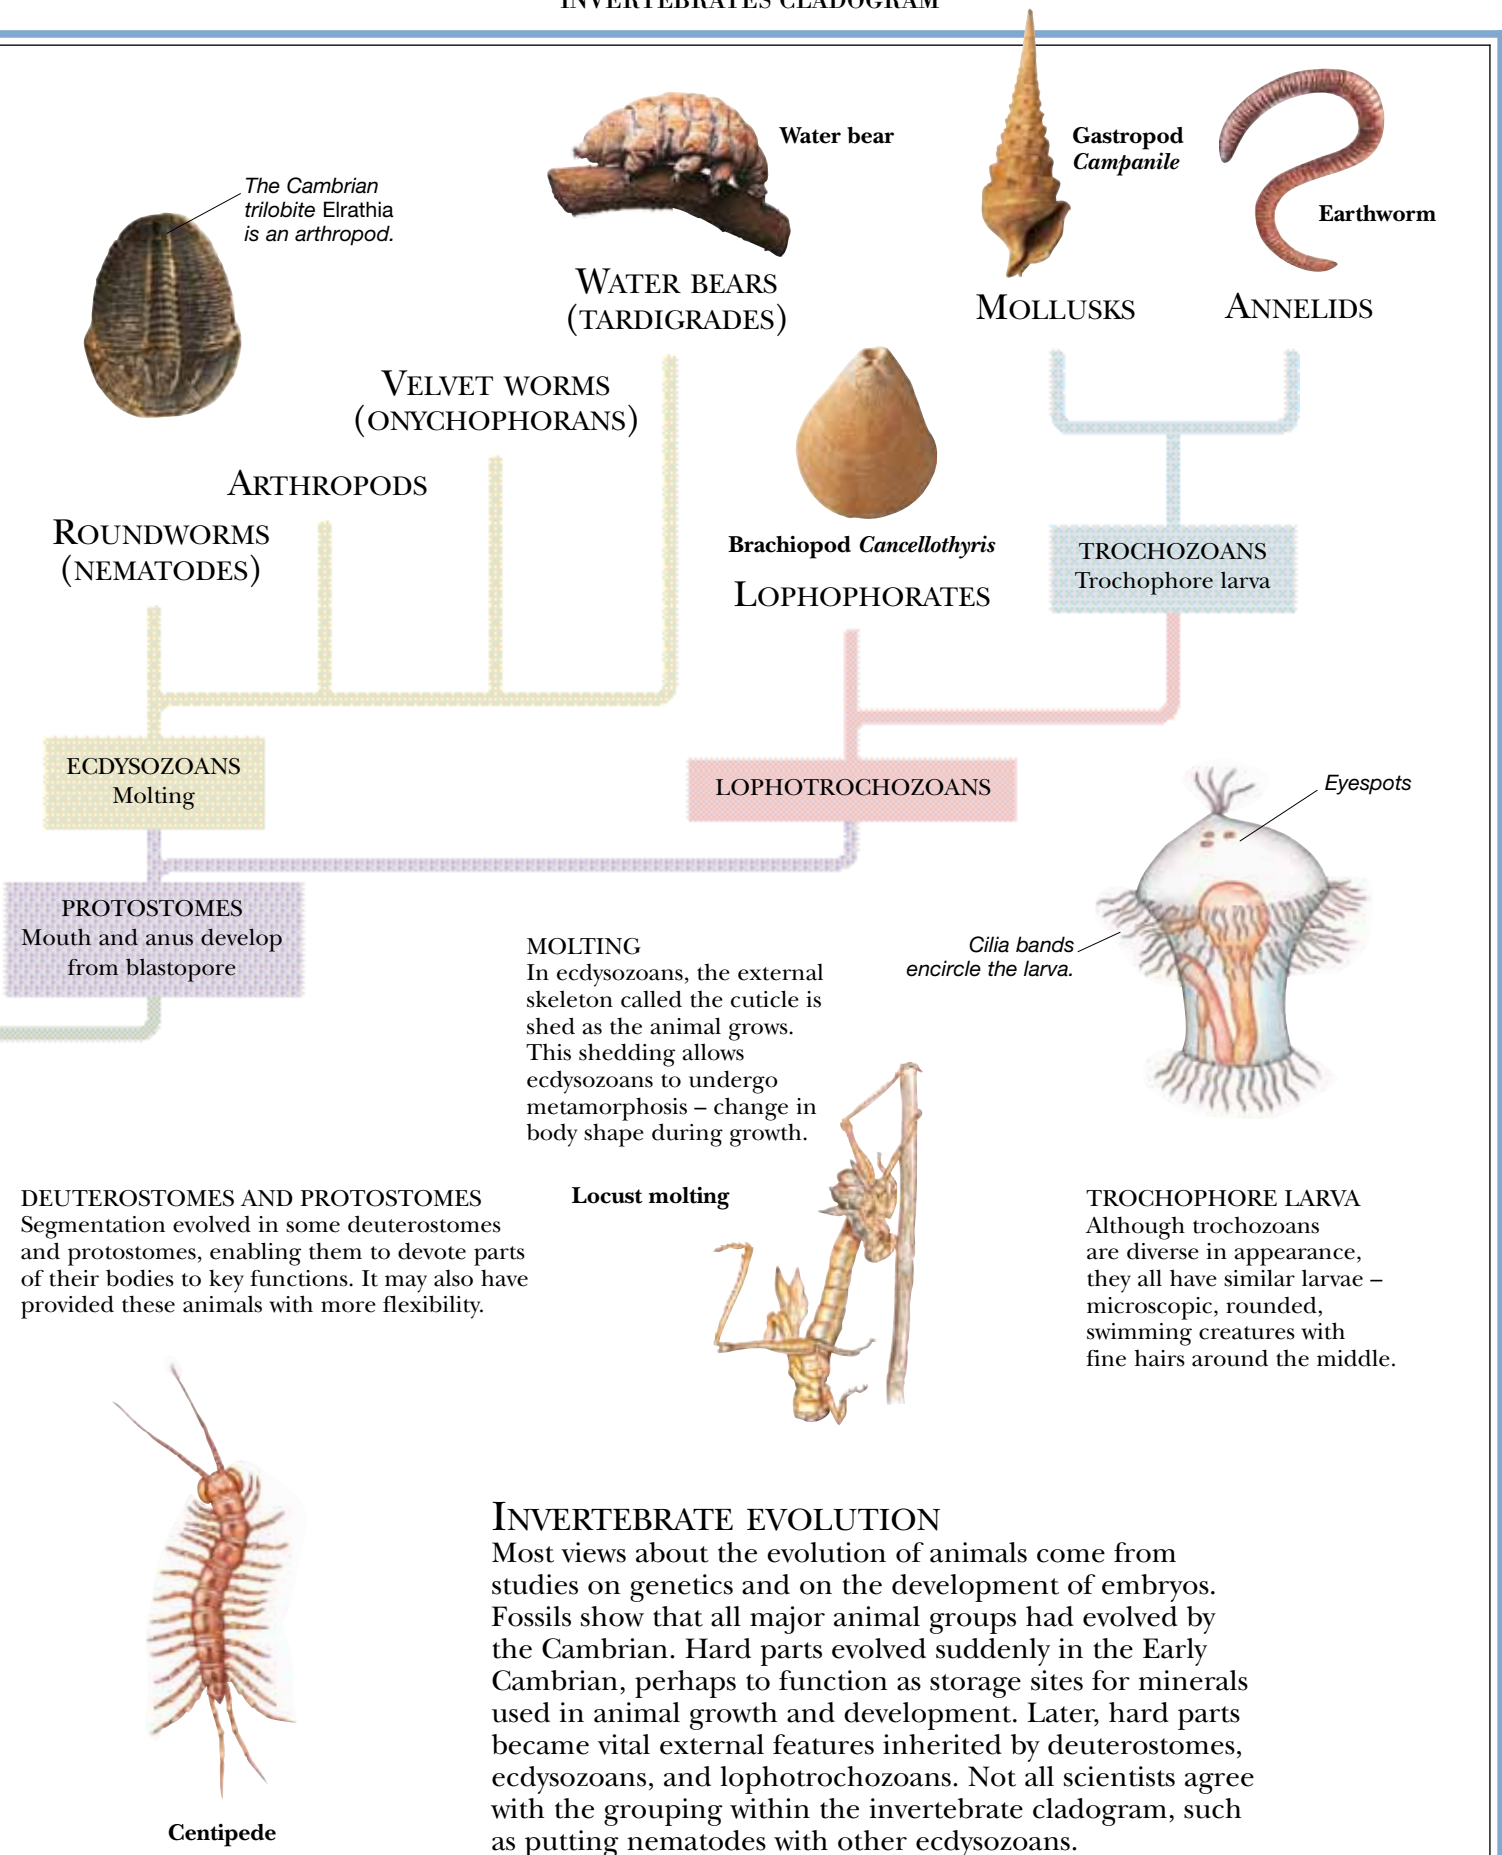 INVERTEBRATES CLADOGRAM
Water bear
Gastropod
Campanile
Earthworm
The Cambrian
trilobite Elrathia
is an arthropod.
WATER BEARS
(TARDIGRADES)
MOLLUSKS
ANNELIDS
VELVET WORMS
(ONYCHOPHORANS)
ARTHROPODS
ROUNDWORMS
(NEMATODES)
Brachiopod Cancellothyris
LOPHOPHORATES
TROCHOZOANS
Trochophore larva
ECDYSOZOANS
Molting
LOPHOTROCHOZOANS
Eyespots
PROTOSTOMES
Mouth and anus develop
from blastopore
Cilia bands
encircle the larva.
MOLTING
In ecdysozoans, the external
skeleton called the cuticle is
shed as the animal grows.
This shedding allows
ecdysozoans to undergo
metamorphosis – change in
body shape during growth.
Locust molting
DEUTEROSTOMES AND PROTOSTOMES
Segmentation evolved in some deuterostomes
and protostomes, enabling them to devote parts
of their bodies to key functions. It may also have
provided these animals with more flexibility.
TROCHOPHORE LARVA
Although trochozoans
are diverse in appearance,
they all have similar larvae –
microscopic, rounded,
swimming creatures with
fine hairs around the middle.
Centipede
INVERTEBRATE EVOLUTION
Most views about the evolution of animals come from
studies on genetics and on the development of embryos.
Fossils show that all major animal groups had evolved by
the Cambrian. Hard parts evolved suddenly in the Early
Cambrian, perhaps to function as storage sites for minerals
used in animal growth and development. Later, hard parts
became vital external features inherited by deuterostomes,
ecdysozoans, and lophotrochozoans. Not all scientists agree
with the grouping within the invertebrate cladogram, such
as putting nematodes with other ecdysozoans.